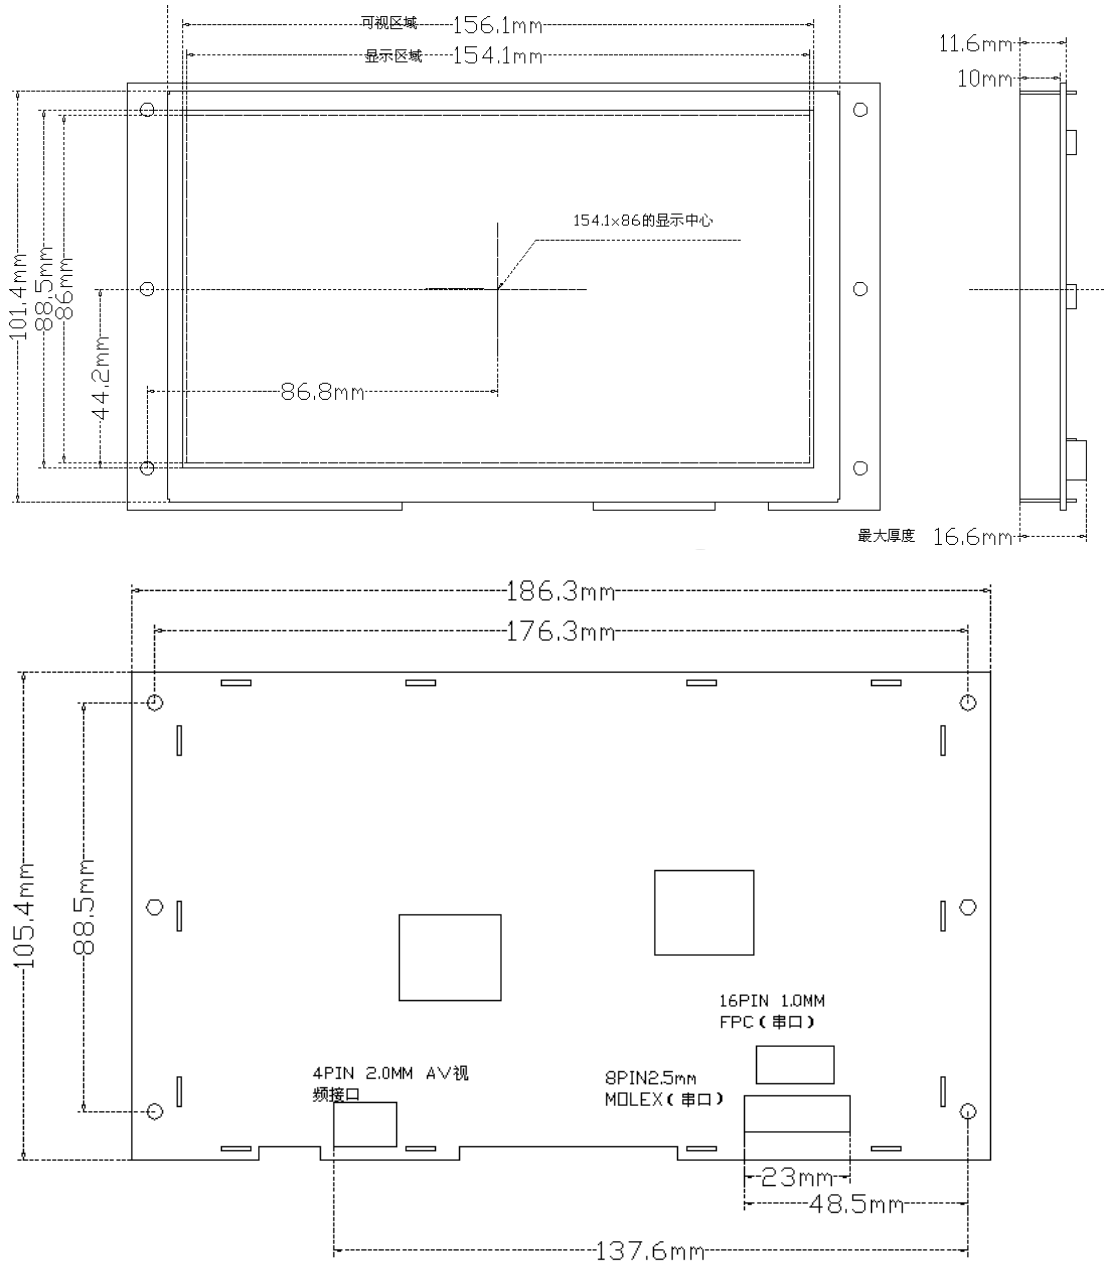 可视区域 156.1mm
显示区域 154.1mm
11.6mm
10mm
154.1×86的显示中心
101.4mm
88.5mm
86mm
44.2mm
86.8mm
最大厚度 16.6mm
186.3mm
176.3mm
105.4mm
88.5mm
16PIN 1.0MM
FPC(串口)
4PIN 2.0MM AV视
频接口
8PIN2.5mm
MOLEX(串口)
23mm
48.5mm
137.6mm